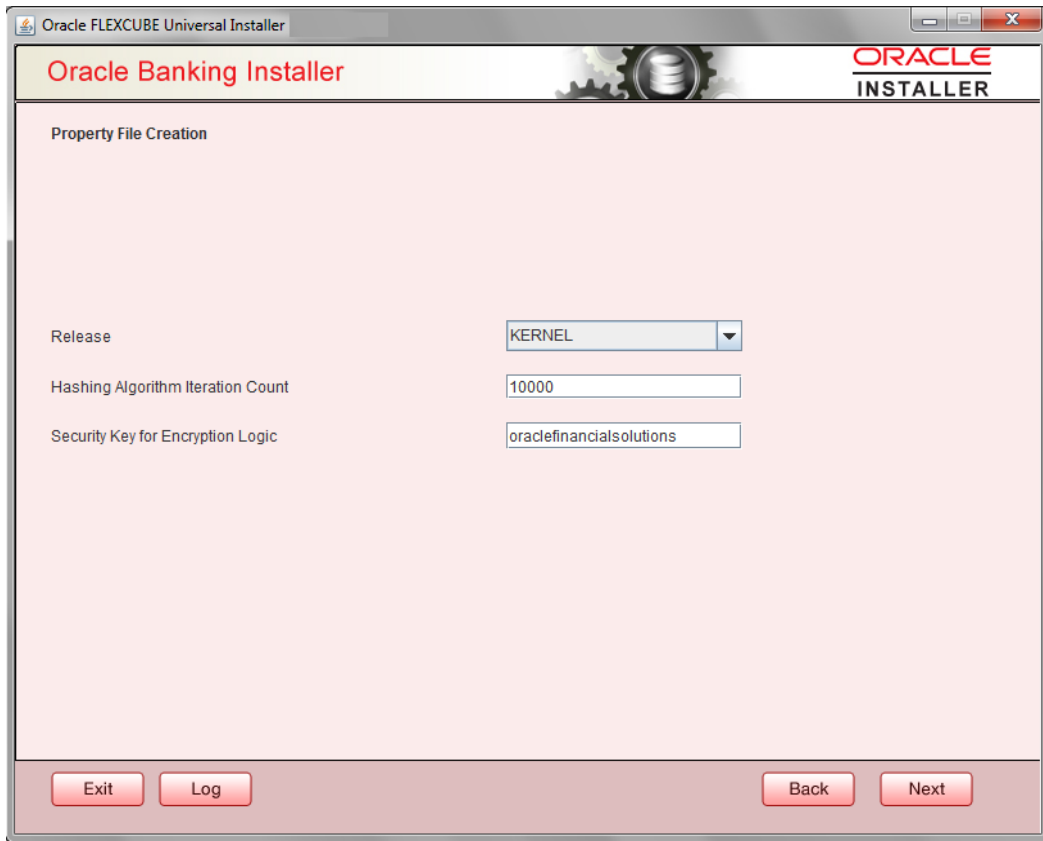 Oracle FLEXCUBE Universal Installer
Oracle Banking Installer
ORACLE
INSTALLER
Property File Creation
Release KERNEL
Hashing Algorithm Iteration Count 10000
Security Key for Encryption Logic oraclefinancialsolutions
Exit Log Back Next